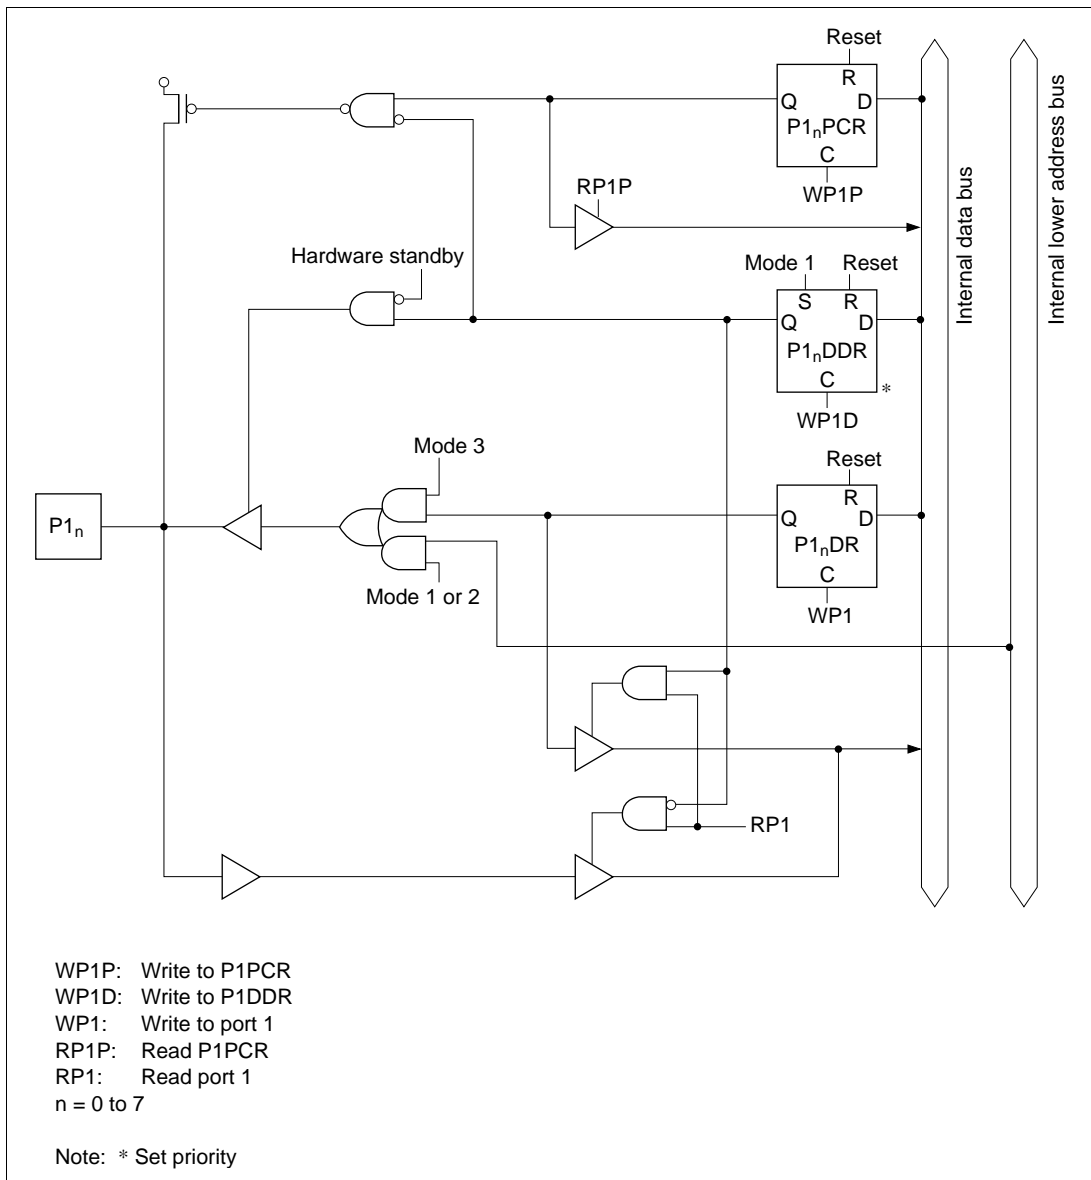 Reset
R
Q D
P1nPCR
C
WP1P
RP1P
Hardware standby
Mode 1 Reset
S R
Q D
P1nDDR
C
*
WP1D
Mode 3
Reset
R
Q D
P1nDR
C
WP1
P1n
Mode 1 or 2
RP1
Internal data bus
Internal lower address bus
WP1P: Write to P1PCR
WP1D: Write to P1DDR
WP1: Write to port 1
RP1P: Read P1PCR
RP1: Read port 1
n = 0 to 7
Note: * Set priority